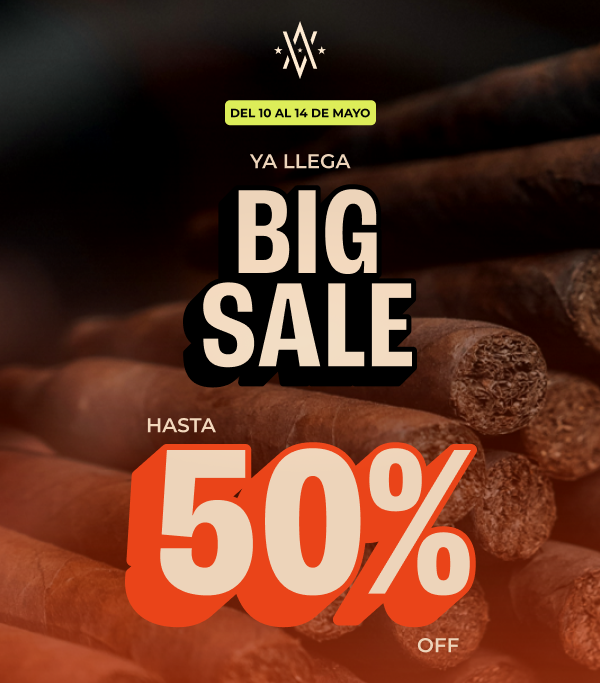 DEL 10 AL 14 DE MAYO
YA LLEGA
BIG
SALE
HASTA
50%
OFF